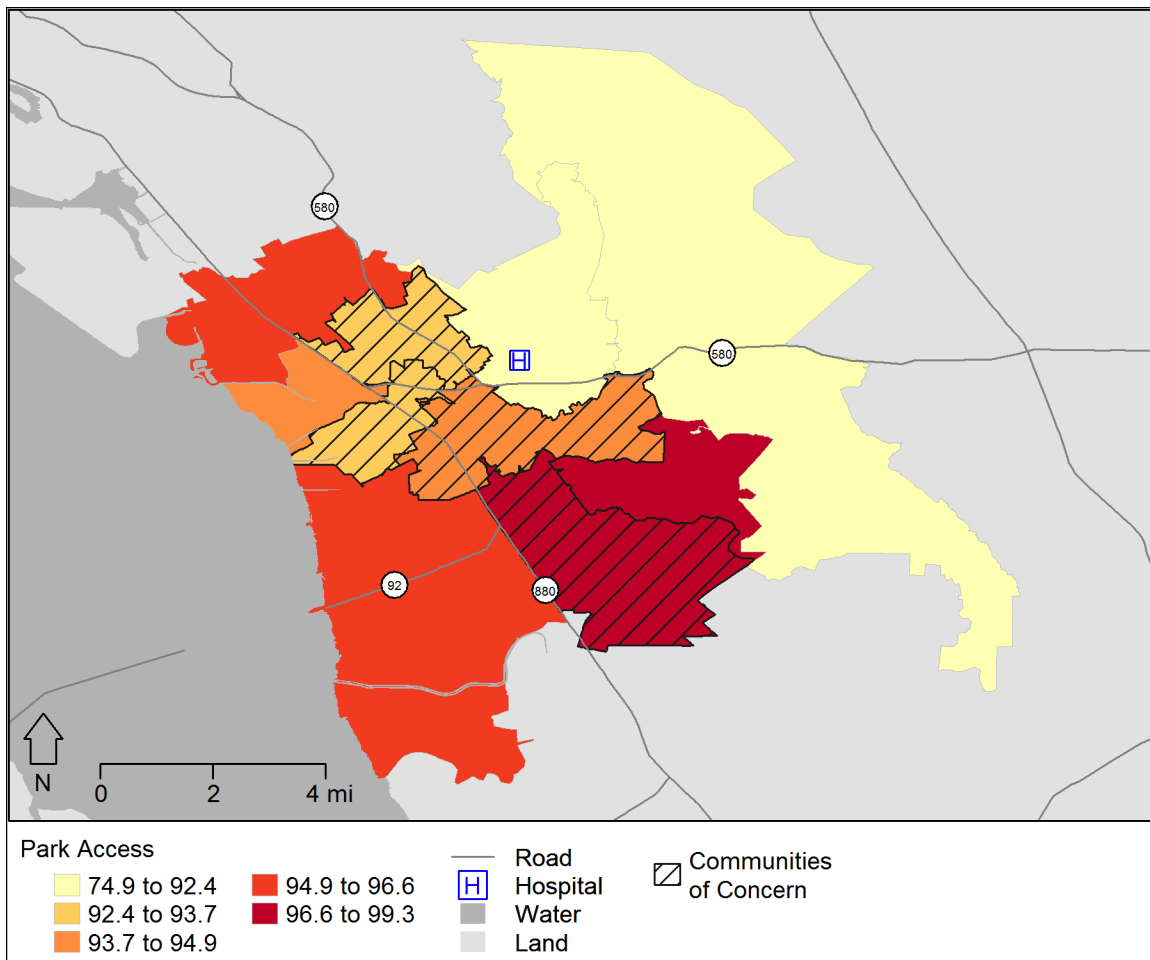 580
H
580
92
880
N
0 2 4 mi
Park Access
74.9 to 92.4
92.4 to 93.7
93.7 to 94.9
94.9 to 96.6
96.6 to 99.3
Road
H Hospital
Water
Land
Communities
of Concern